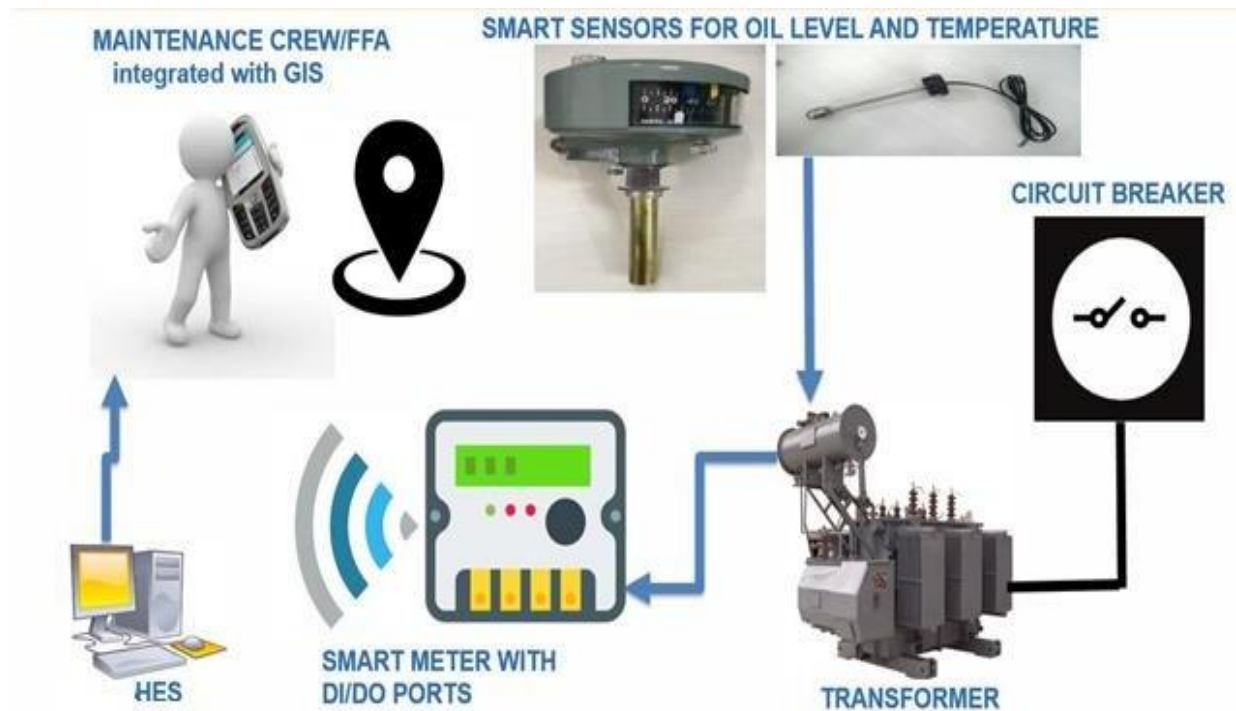 MAINTENANCE CREW/FFA
integrated with GIS
SMART SENSORS FOR OIL LEVEL AND TEMPERATURE
CIRCUIT BREAKER
HES
SMART METER WITH
DI/DO PORTS
TRANSFORMER